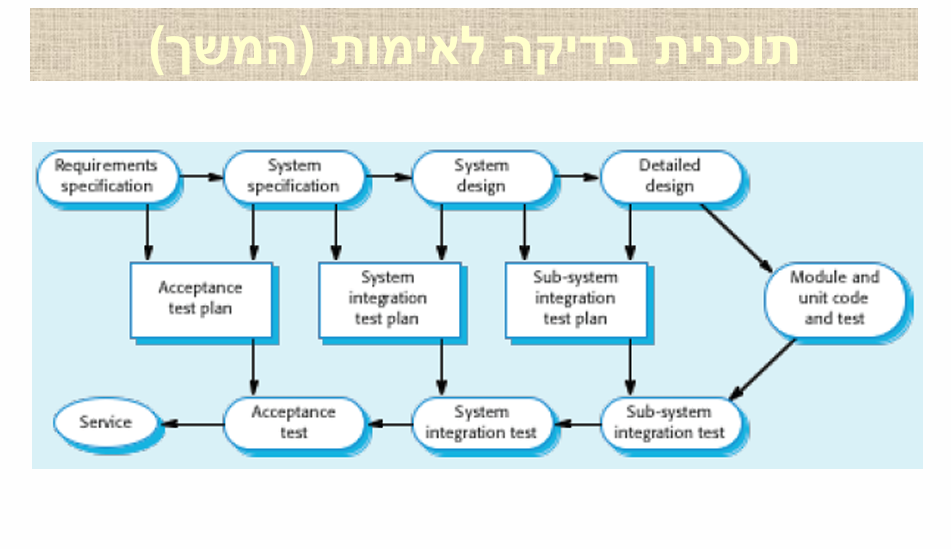 תוכנית בדיקה לאימות (המשך)
Requirements
specification
System
specification
System
design
Detailed
design
Acceptance
test plan
System
integration
test plan
Sub-system
integration
test plan
Module and
unit code
and test
Service
Acceptance
test
System
integration test
Sub-system
integration test